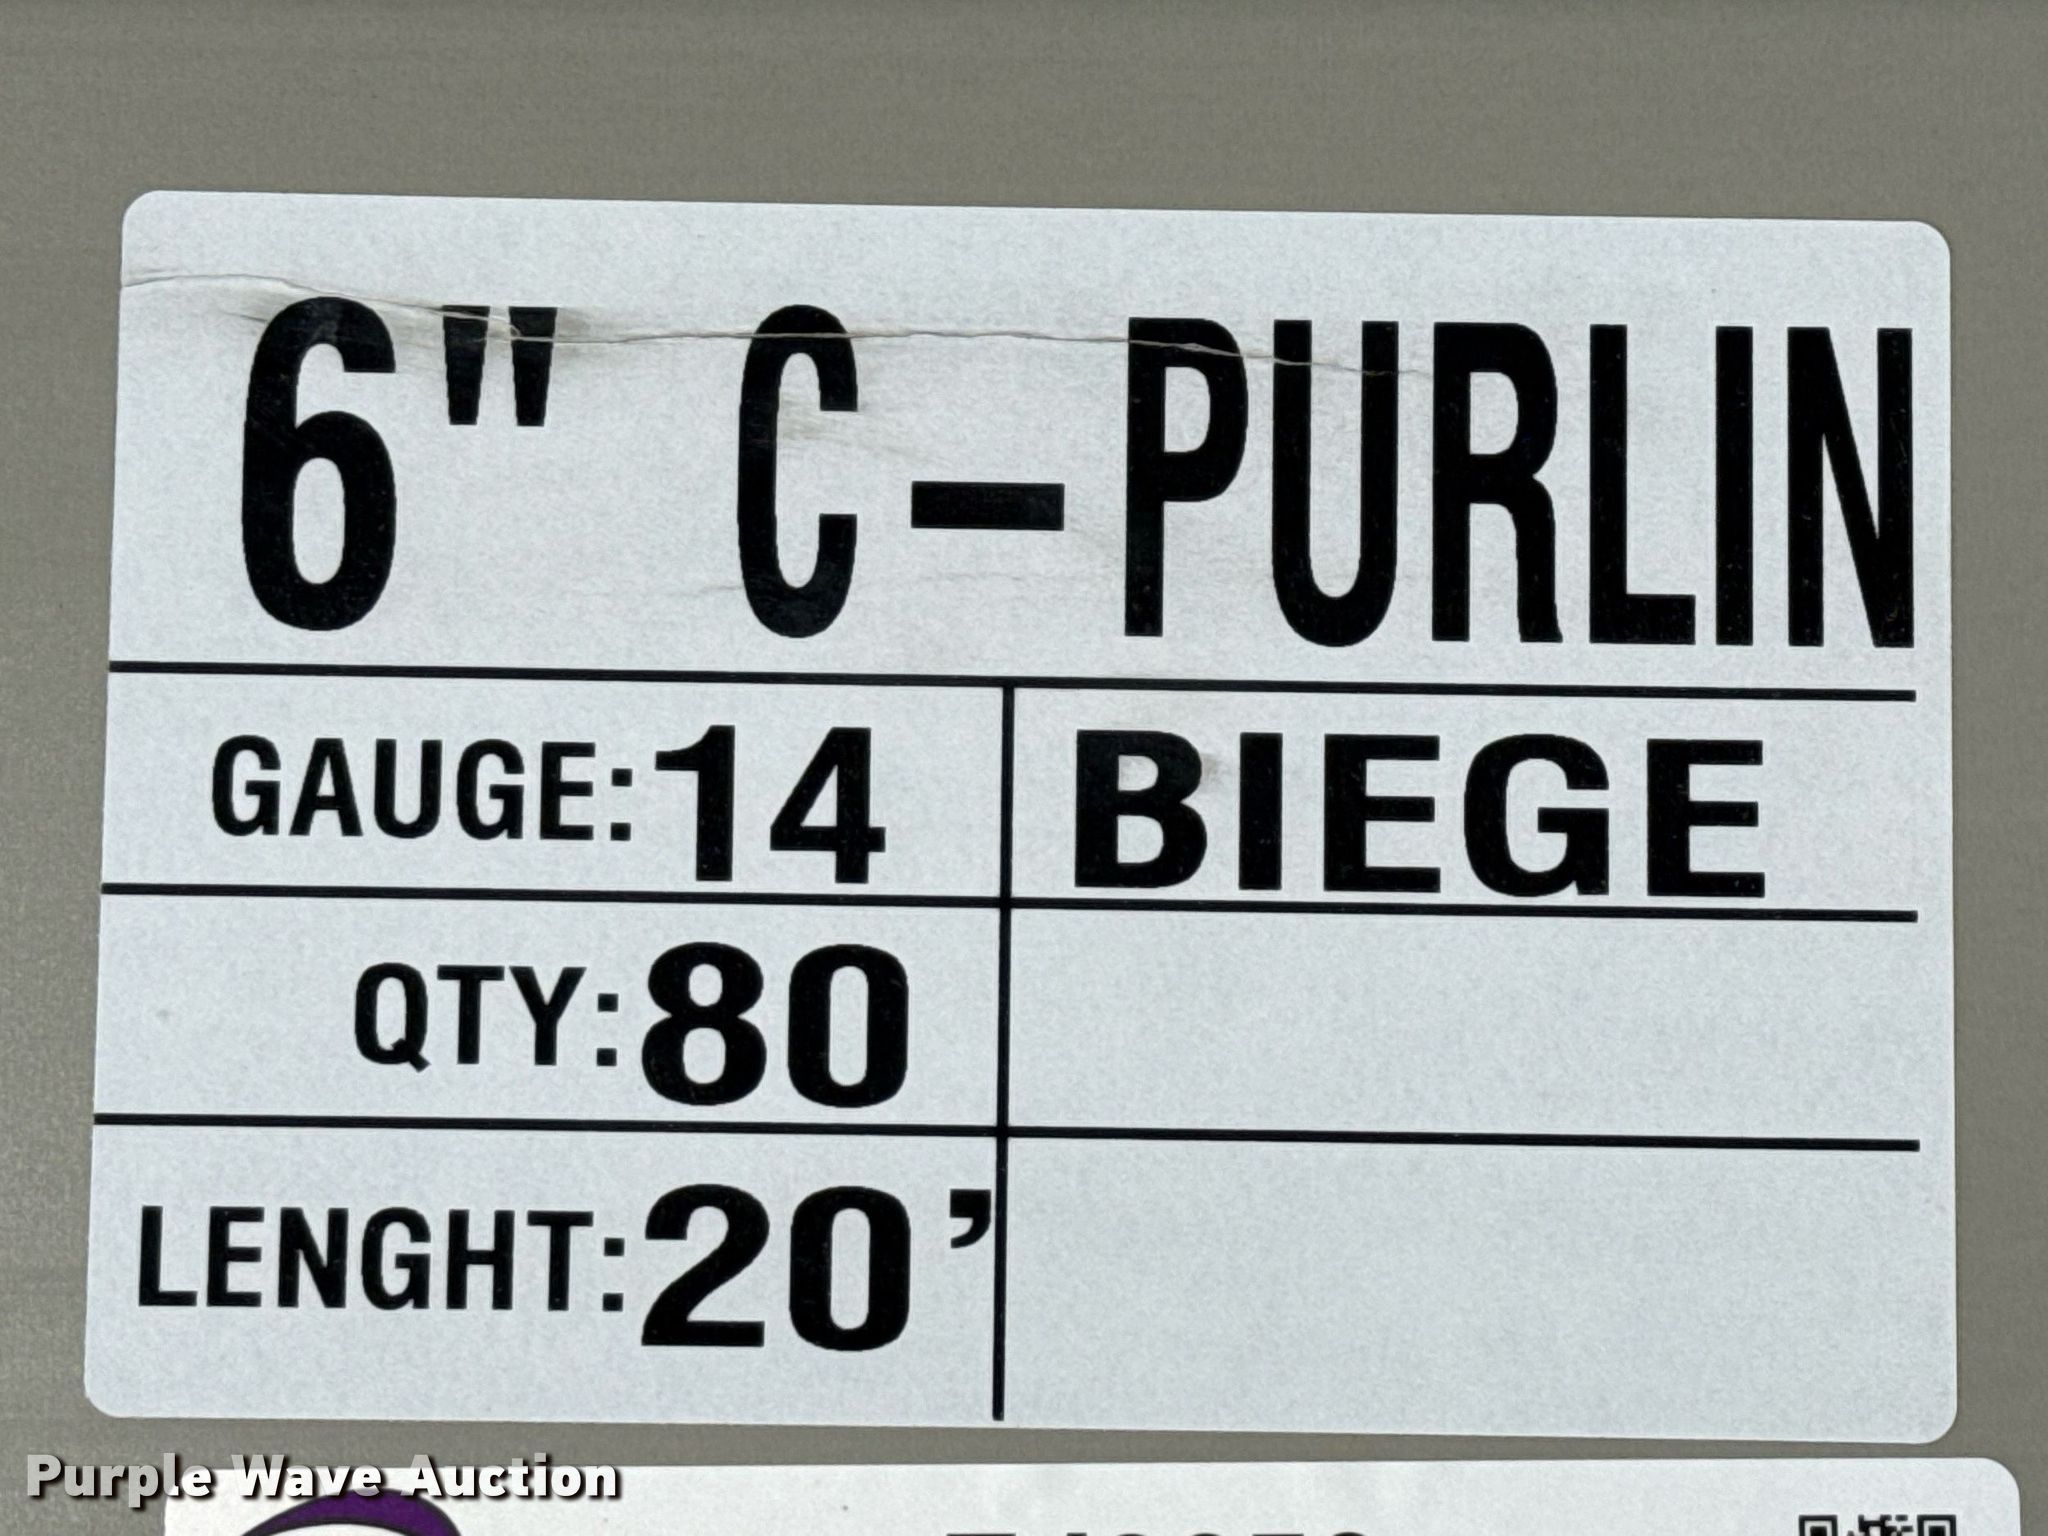 6" C-PURLIN
GAUGE:14 BIEGE
QTY:80
LENGHT:20’
Purple Wave Auction